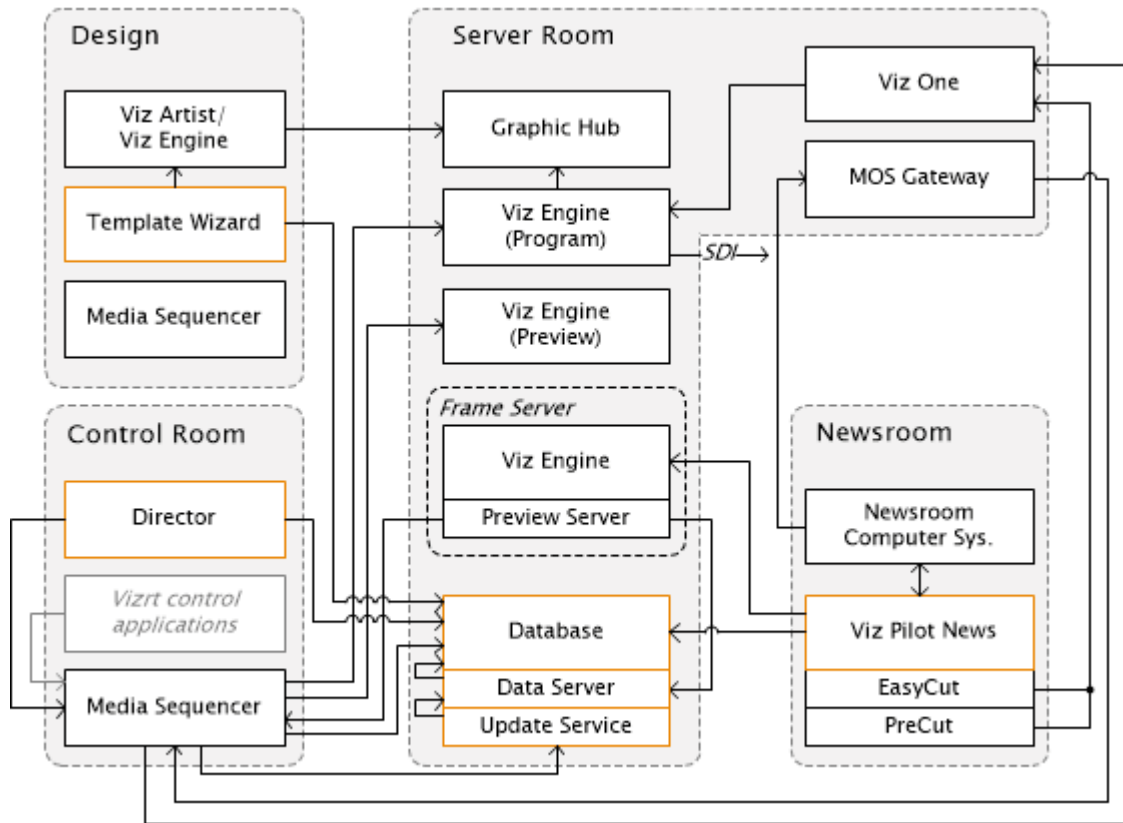 Design
Viz Artist/
Viz Engine
Template Wizard
Media Sequencer
Server Room
Graphic Hub
Viz Engine
(Program)
SDI
Viz Engine
(Preview)
Frame Server
Viz Engine
Preview Server
Database
Data Server
Update Service
Viz One
MOS Gateway
Control Room
Director
Vizrt control
applications
Media Sequencer
Newsroom
Newsroom
Computer Sys.
Viz Pilot News
EasyCut
PreCut